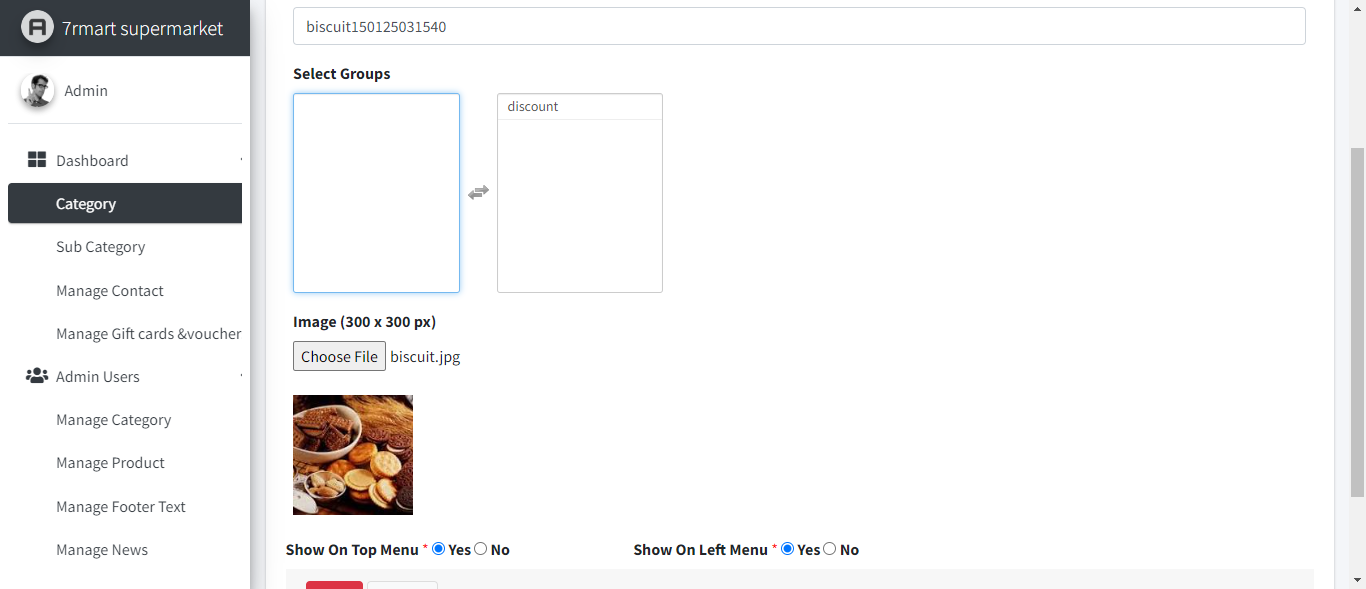 7rmart supermarket
Admin
Dashboard
Category
Sub Category
Manage Contact
Manage Gift cards &voucher
Admin Users
Manage Category
Manage Product
Manage Footer Text
Manage News
biscuit150125031540
Select Groups
discount
Image (300 x 300 px)
Choose File biscuit.jpg
Show On Top Menu * Yes No Show On Left Menu * Yes No